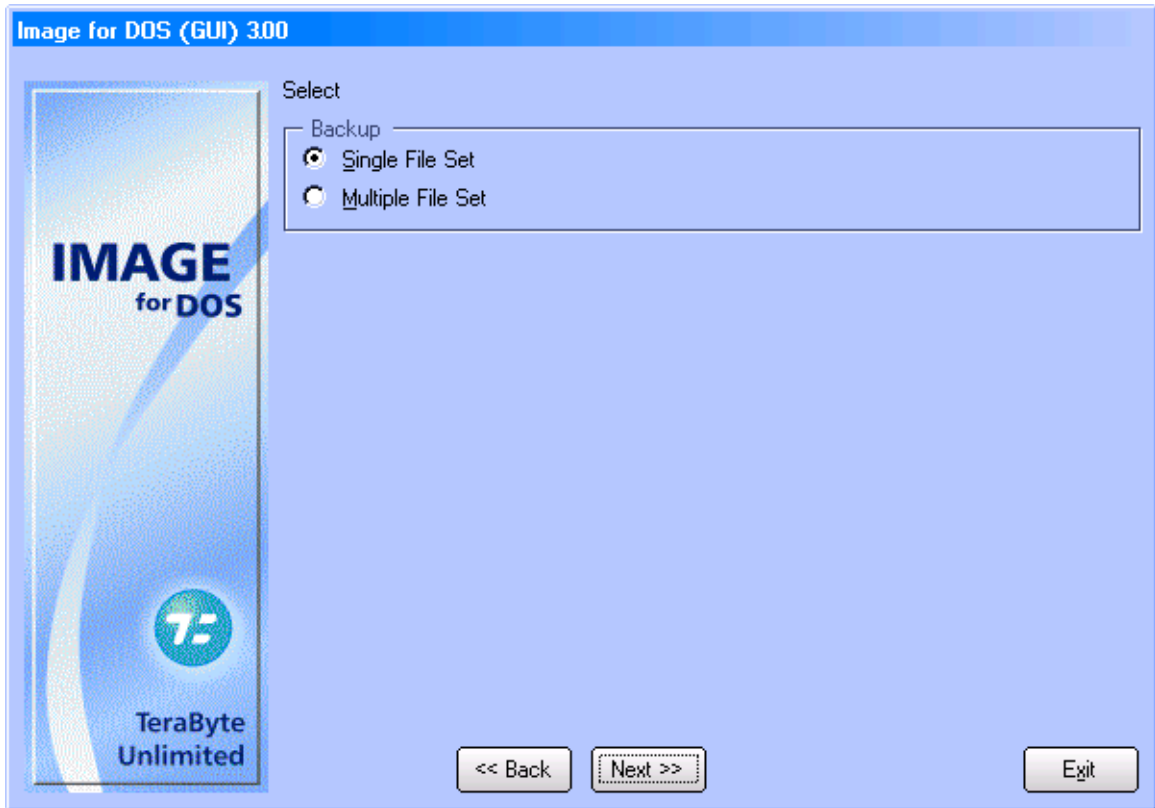 Image for DOS (GUI) 3.00
Select
Backup
Single File Set
Multiple File Set
IMAGE
for DOS
TeraByte
Unlimited
<< Back
Next >>
Exit